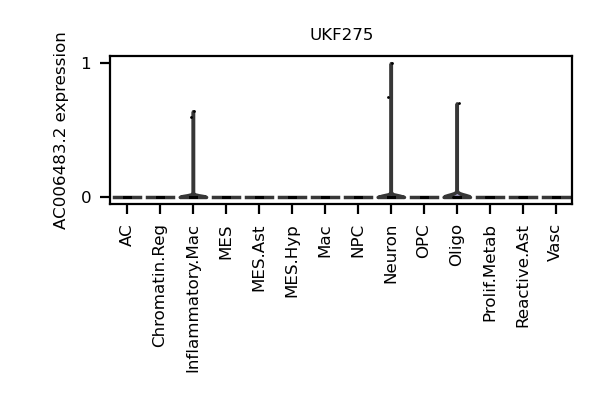 UKF275
AC006483.2 expression
1
0
AC
Chromatin.Reg
Inflammatory.Mac
MES
MES.Ast
MES.Hyp
Mac
NPC
Neuron
OPC
Oligo
Prolif.Metab
Reactive.Ast
Vasc